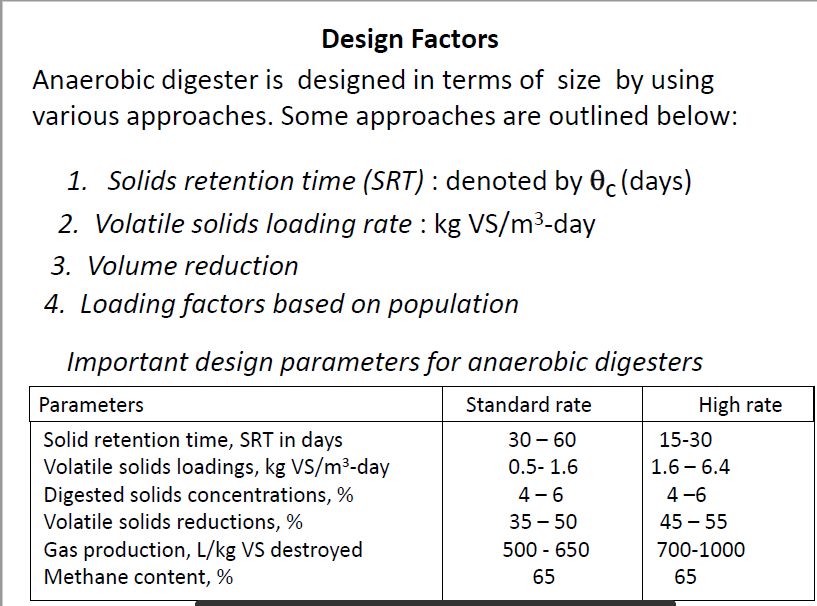 Design Factors
Anaerobic digester is designed in terms of size by using
various approaches. Some approaches are outlined below:
1. Solids retention time (SRT) : denoted by θc (days)
2. Volatile solids loading rate : kg VS/m³-day
3. Volume reduction
4. Loading factors based on population
Important design parameters for anaerobic digesters
Parameters Standard rate High rate
Solid retention time, SRT in days 30 – 60 15-30
Volatile solids loadings, kg VS/m³-day 0.5- 1.6 1.6 – 6.4
Digested solids concentrations, % 4 – 6 4 –6
Volatile solids reductions, % 35 – 50 45 – 55
Gas production, L/kg VS destroyed 500 - 650 700-1000
Methane content, % 65 65